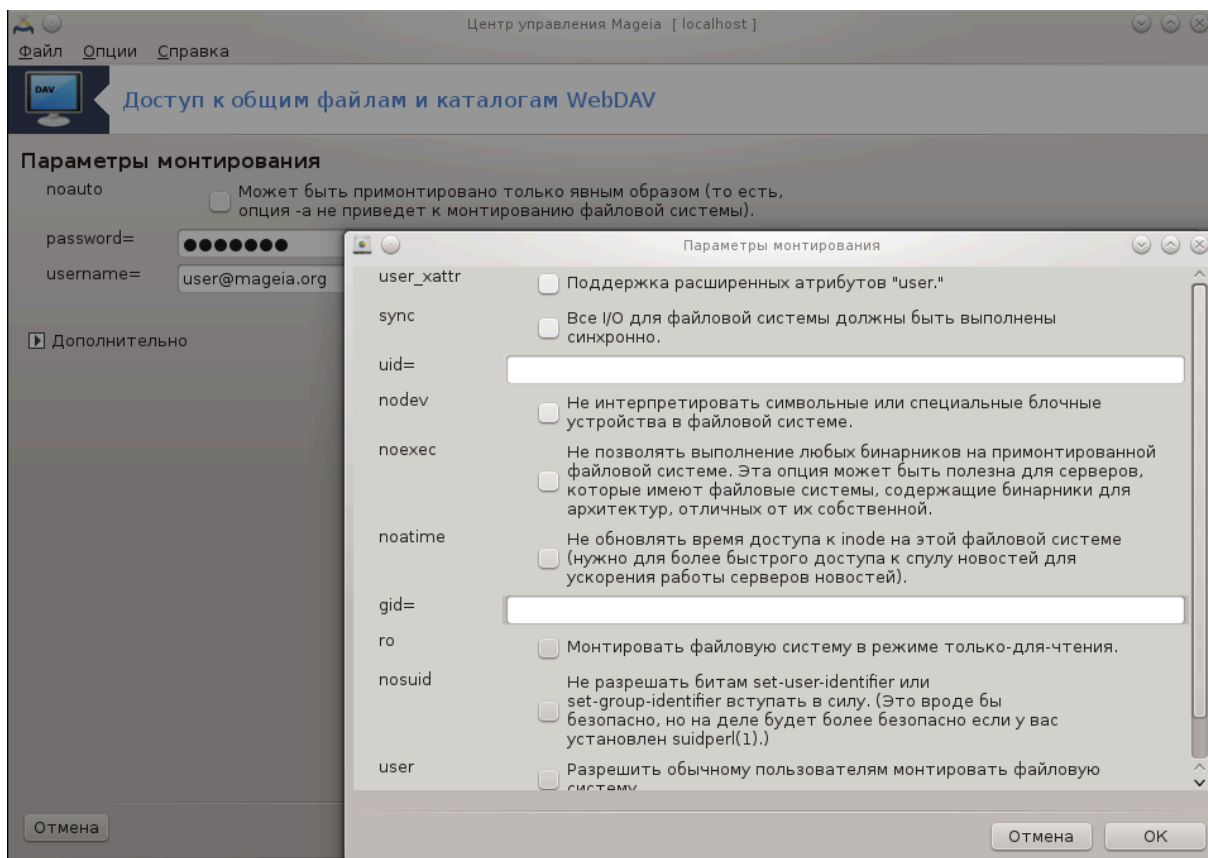 Центр управления Mageia [ localhost ]
Файл Опции Справка
DAV
Доступ к общим файлам и каталогам WebDAV
Параметры монтирования
noauto
Может быть примонтировано только явным образом (то есть,
опция -a не приведет к монтированию файловой системы).
password=
●●●●●●●
username=
user@mageia.org
Дополнительно
Отмена
Параметры монтирования
user_xattr
Поддержка расширенных атрибутов "user."
sync
Все I/O для файловой системы должны быть выполнены
синхронно.
uid=
nodev
Не интерпретировать символьные или специальные блочные
устройства в файловой системе.
noexec
Не позволять выполнение любых бинарников на примонтированной
файловой системе. Эта опция может быть полезна для серверов,
которые имеют файловые системы, содержащие бинарники для
архитектур, отличных от их собственной.
noatime
Не обновлять время доступа к inode на этой файловой системе
(нужно для более быстрого доступа к спулу новостей для
ускорения работы серверов новостей).
gid=
ro
Монтировать файловую систему в режиме только-для-чтения.
nosuid
Не разрешать битам set-user-identifier или
set-group-identifier вступать в силу. (Это вроде бы
безопасно, но на деле будет более безопасно если у вас
установлен suidperl(1).)
user
Разрешить обычному пользователям монтировать файловую
систему
Отмена
OK